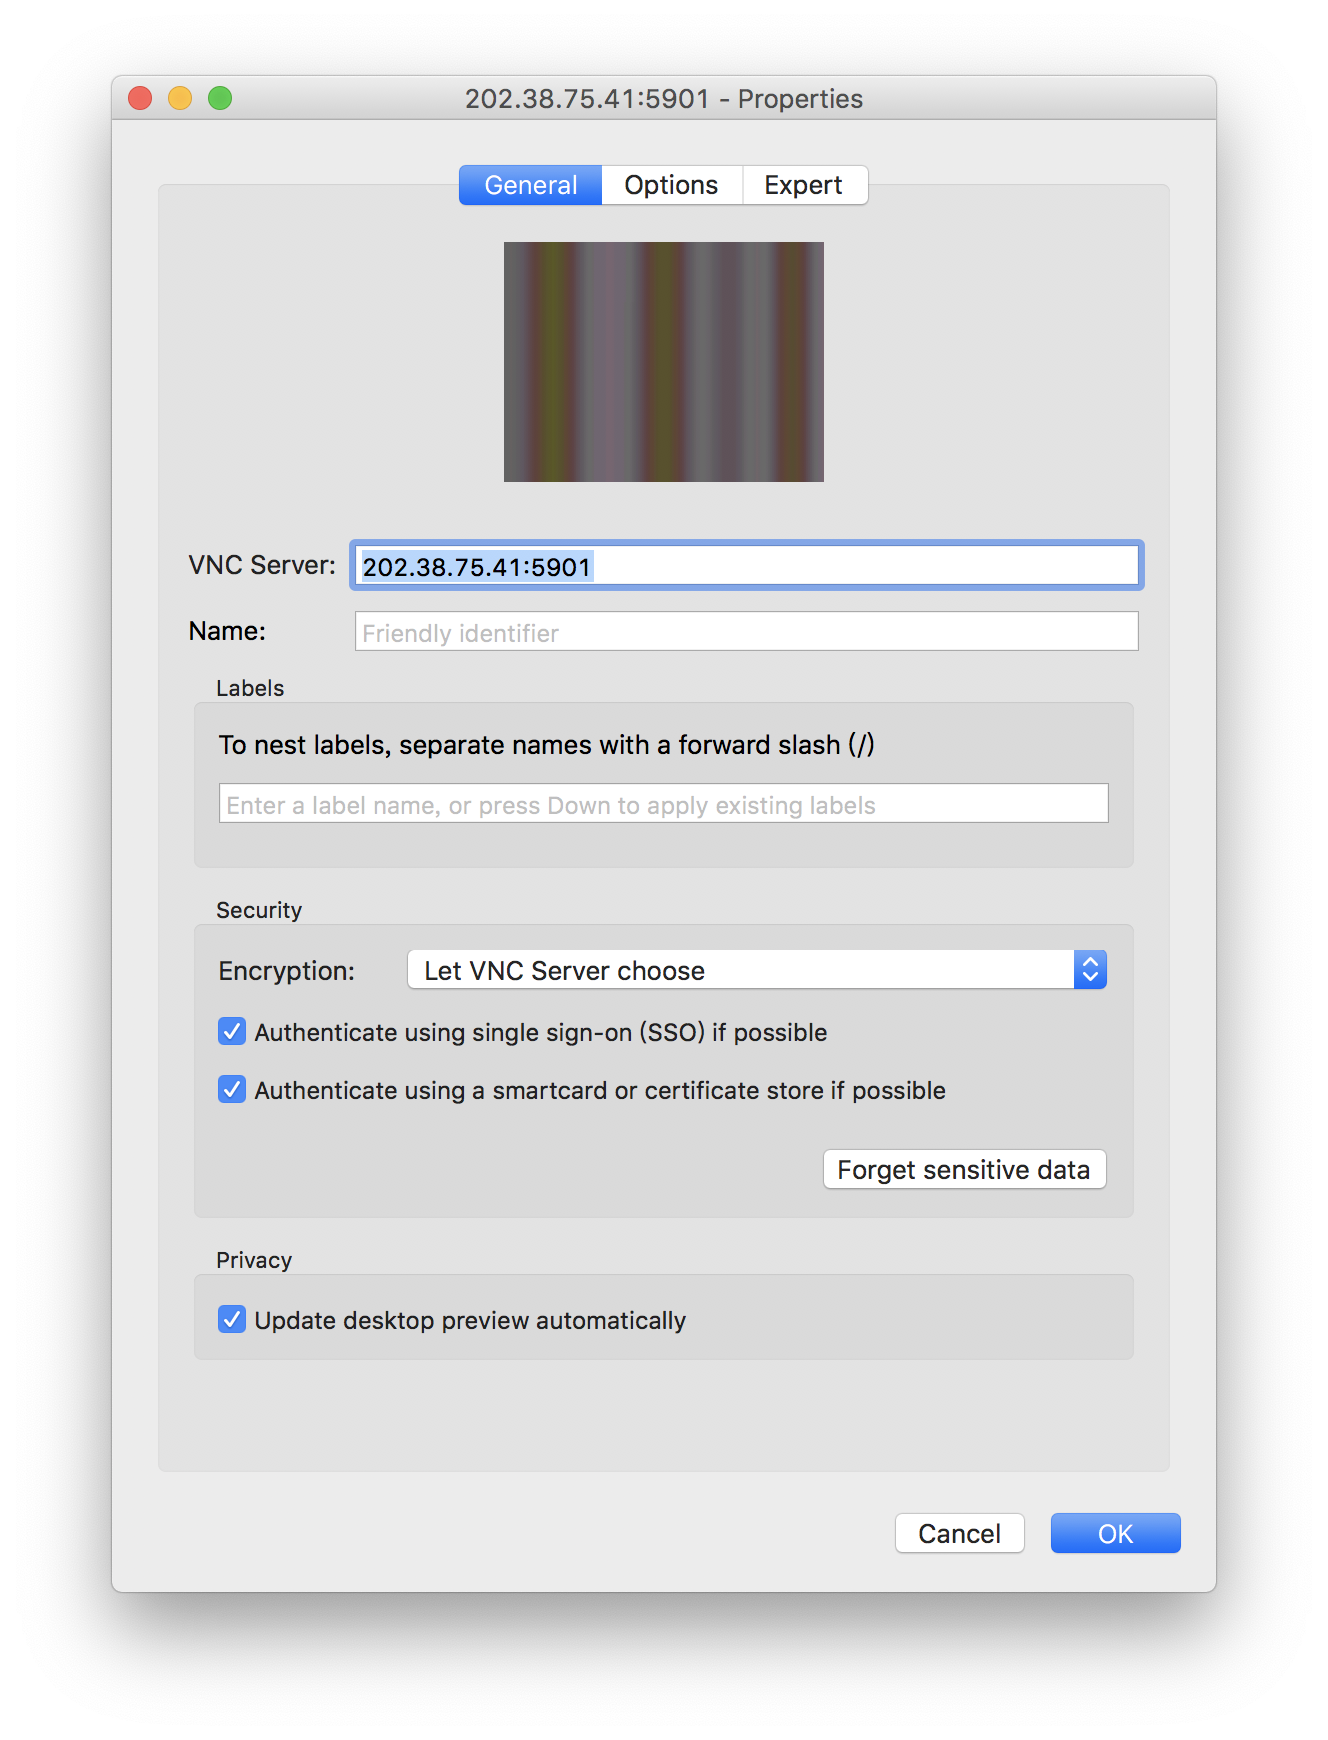 202.38.75.41:5901 - Properties
General Options Expert
VNC Server: 202.38.75.41:5901
Name: Friendly identifier
Labels
To nest labels, separate names with a forward slash (/)
Enter a label name, or press Down to apply existing labels
Security
Encryption: Let VNC Server choose
Authenticate using single sign-on (SSO) if possible
Authenticate using a smartcard or certificate store if possible
Forget sensitive data
Privacy
Update desktop preview automatically
Cancel OK